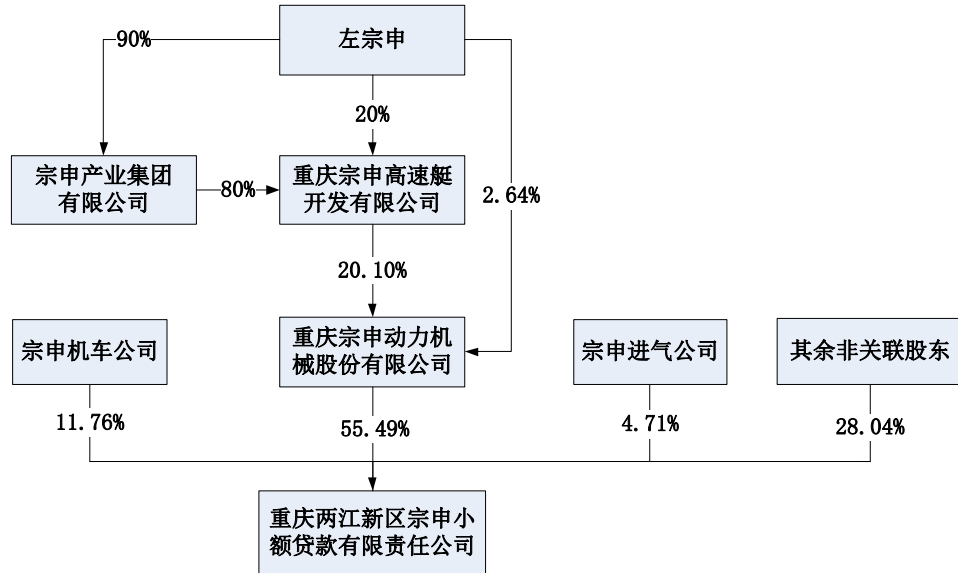 左宗申
90%
20%
2.64%
宗申产业集团
有限公司
80%
重庆宗申高速艇
开发有限公司
20.10%
宗申机车公司
重庆宗申动力机
械股份有限公司
宗申进气公司
其余非关联股东
11.76%
55.49%
4.71%
28.04%
重庆两江新区宗申小
额贷款有限责任公司